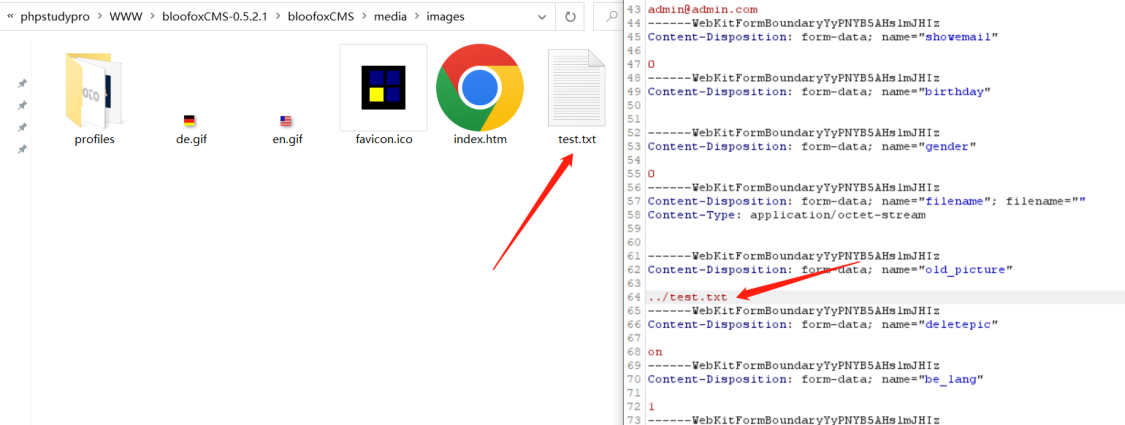 « phpstudypro > WWW > bloofoxCMS-0.5.2.1 > bloofoxCMS > media > images
profiles
de.gif
en.gif
favicon.ico
index.htm
test.txt
43 admin@admin.com
44 ------WebKitFormBoundaryYyPNYB5AHslmJHIz
45 Content-Disposition: form-data; name="showemail"
46
47 0
48 ------WebKitFormBoundaryYyPNYB5AHslmJHIz
49 Content-Disposition: form-data; name="birthday"
50
51
52 ------WebKitFormBoundaryYyPNYB5AHslmJHIz
53 Content-Disposition: form-data; name="gender"
54
55 0
56 ------WebKitFormBoundaryYyPNYB5AHslmJHIz
57 Content-Disposition: form-data; name="filename"; filename=""
58 Content-Type: application/octet-stream
59
60
61 ------WebKitFormBoundaryYyPNYB5AHslmJHIz
62 Content-Disposition: form-data; name="old_picture"
63
64 ../test.txt
65 ------WebKitFormBoundaryYyPNYB5AHslmJHIz
66 Content-Disposition: form-data; name="deletepic"
67
68 on
69 ------WebKitFormBoundaryYyPNYB5AHslmJHIz
70 Content-Disposition: form-data; name="be_lang"
71
72 1
73 ------WebKitFormBoundaryYyPNYB5AHslmJHIz